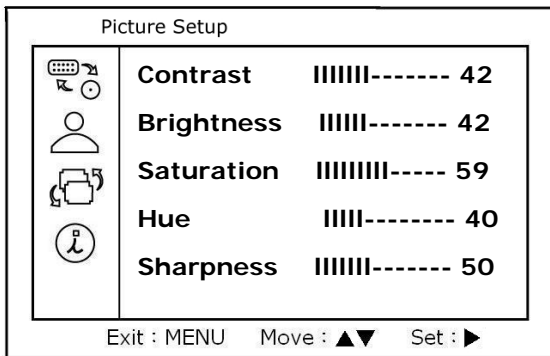 Picture Setup
Contrast IIIIIII------- 42
Brightness IIIIII------- 42
Saturation IIIIIIIII----- 59
Hue IIIII-------- 40
Sharpness IIIIIII------- 50
i
Exit : MENU Move : ▲▼ Set : ▶